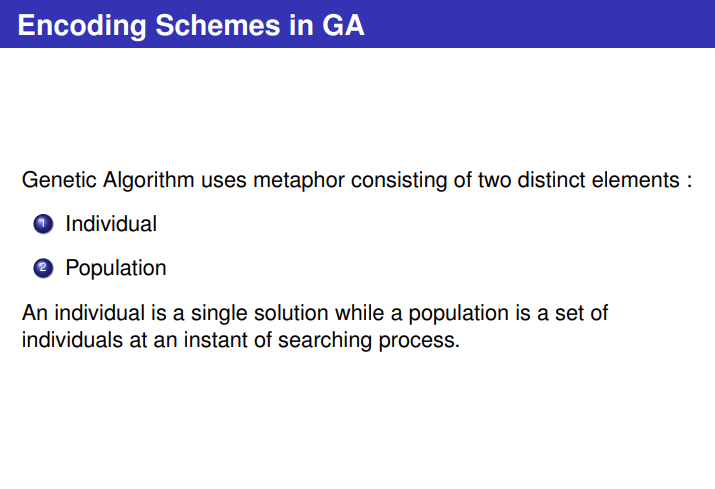 Encoding Schemes in GA
Genetic Algorithm uses metaphor consisting of two distinct elements :
1 Individual
2 Population
An individual is a single solution while a population is a set of
individuals at an instant of searching process.